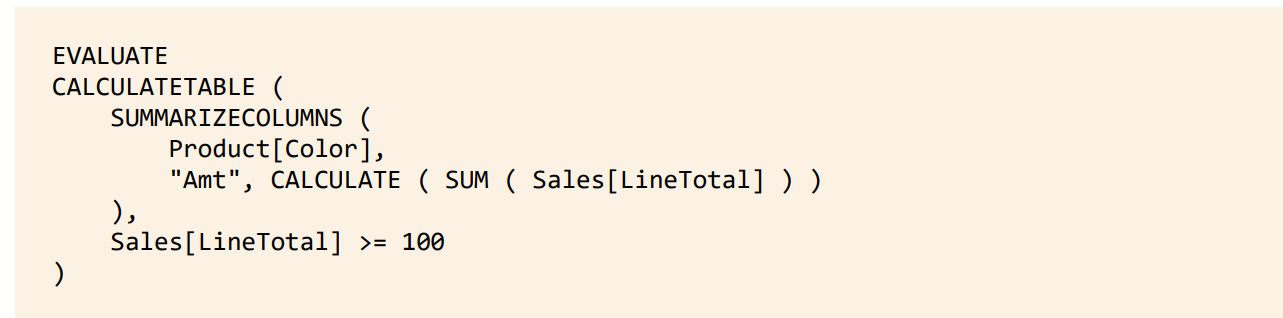 EVALUATE
CALCULATETABLE (
    SUMMARIZECOLUMNS (
        Product[Color],
        "Amt", CALCULATE ( SUM ( Sales[LineTotal] ) )
    ),
    Sales[LineTotal] >= 100
)